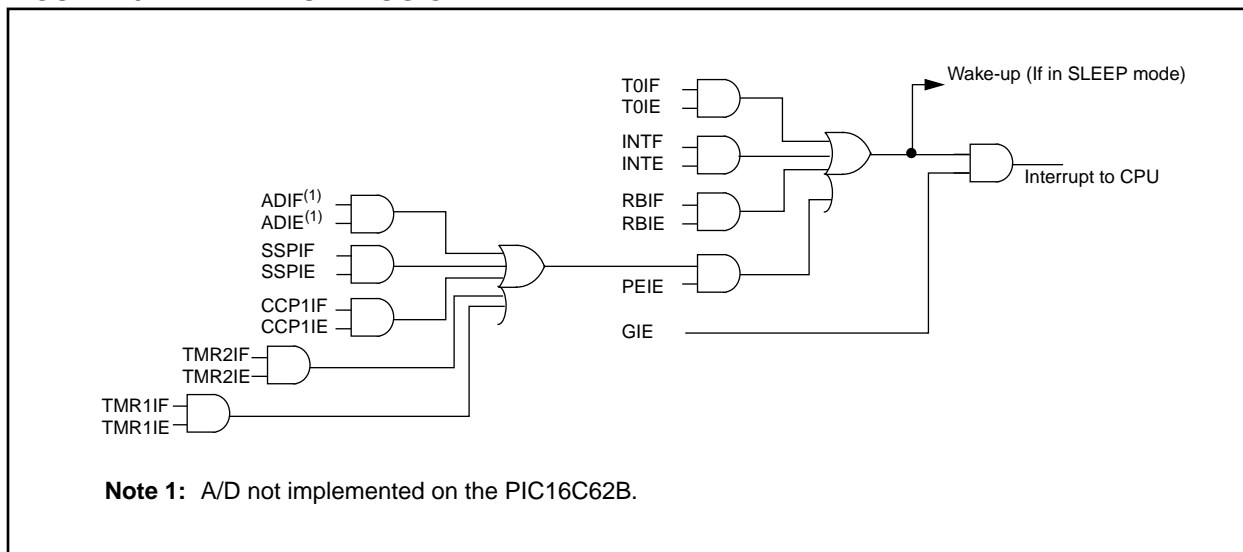 Wake-up (If in SLEEP mode)
T0IF
T0IE
INTF
INTE
Interrupt to CPU
RBIF
RBIE
ADIF(1)
ADIE(1)
SSPIF
SSPIE
PEIE
CCP1IF
CCP1IE
GIE
TMR2IF
TMR2IE
TMR1IF
TMR1IE
Note 1: A/D not implemented on the PIC16C62B.